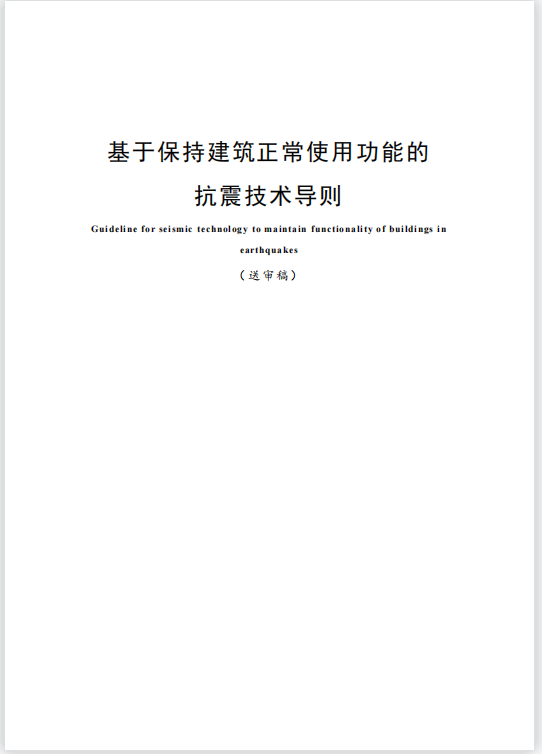 基于保持建筑正常使用功能的
抗震技术导则
Guideline for seismic technology to maintain functionality of buildings in
earthquakes
（送审稿）